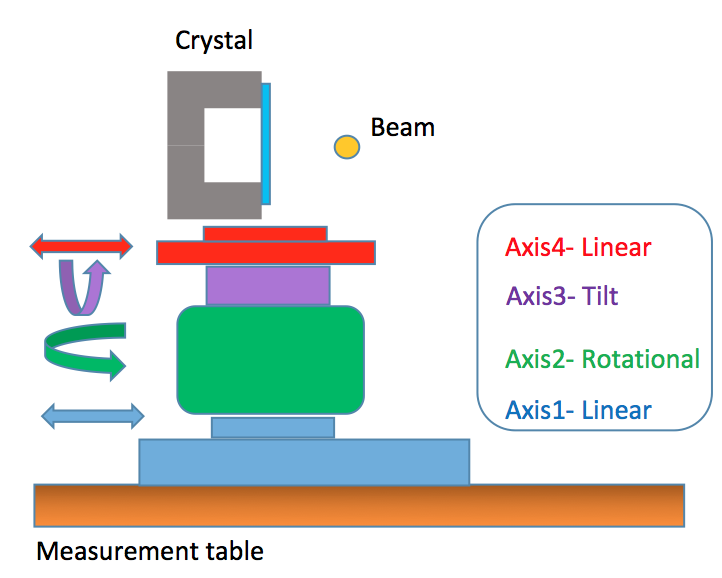 Crystal
Beam
Axis4- Linear
Axis3- Tilt
Axis2- Rotational
Axis1- Linear
Measurement table